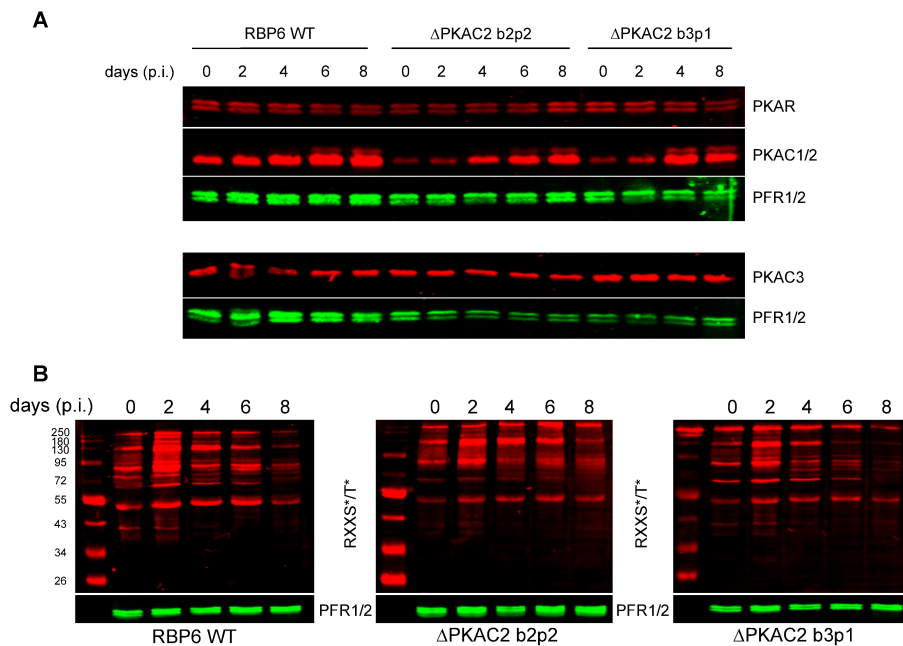 A
RBP6 WT ΔPKAC2 b2p2 ΔPKAC2 b3p1
days (p.i.) 0 2 4 6 8 0 2 4 6 8 0 2 4 8
PKAR
PKAC1/2
PFR1/2
PKAC3
PFR1/2
B
days (p.i.) 0 2 4 6 8 0 2 4 6 8 0 2 4 6 8
250
180
130
95
72
55
43
34
26
RXXS*/T*
RXXS*/T*
PFR1/2 PFR1/2
RBP6 WT ΔPKAC2 b2p2 ΔPKAC2 b3p1